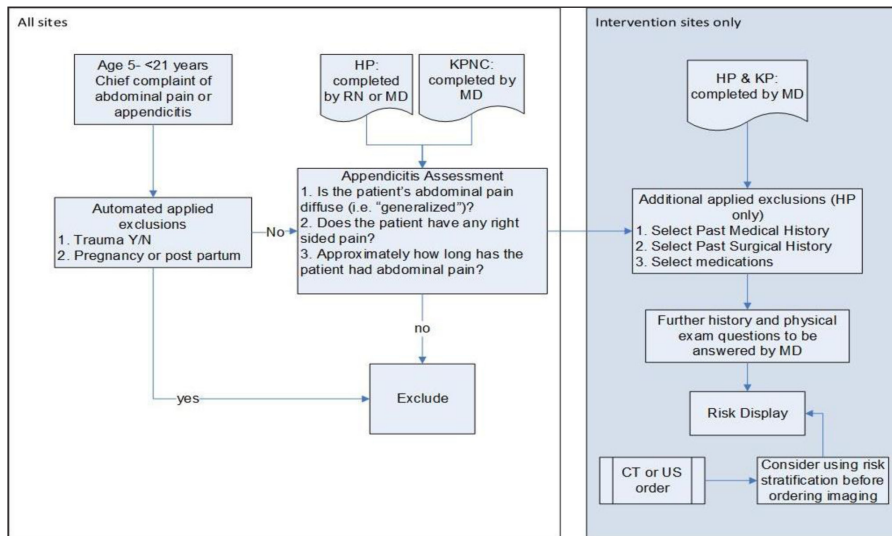 All sites
Age 5- <21 years
Chief complaint of
abdominal pain or
appendicitis
HP:
completed
by RN or MD
KPNC:
completed by
MD
Automated applied
exclusions
1. Trauma Y/N
2. Pregnancy or post partum
No
Appendicitis Assessment
1. Is the patient's abdominal pain
diffuse (i.e. "generalized")?
2. Does the patient have any right
sided pain?
3. Approximately how long has the
patient had abdominal pain?
no
yes
Exclude
Intervention sites only
HP & KP:
completed by MD
Additional applied exclusions (HP
only)
1. Select Past Medical History
2. Select Past Surgical History
3. Select medications
Further history and physical
exam questions to be
answered by MD
Risk Display
CT or US
order
Consider using risk
stratification before
ordering imaging